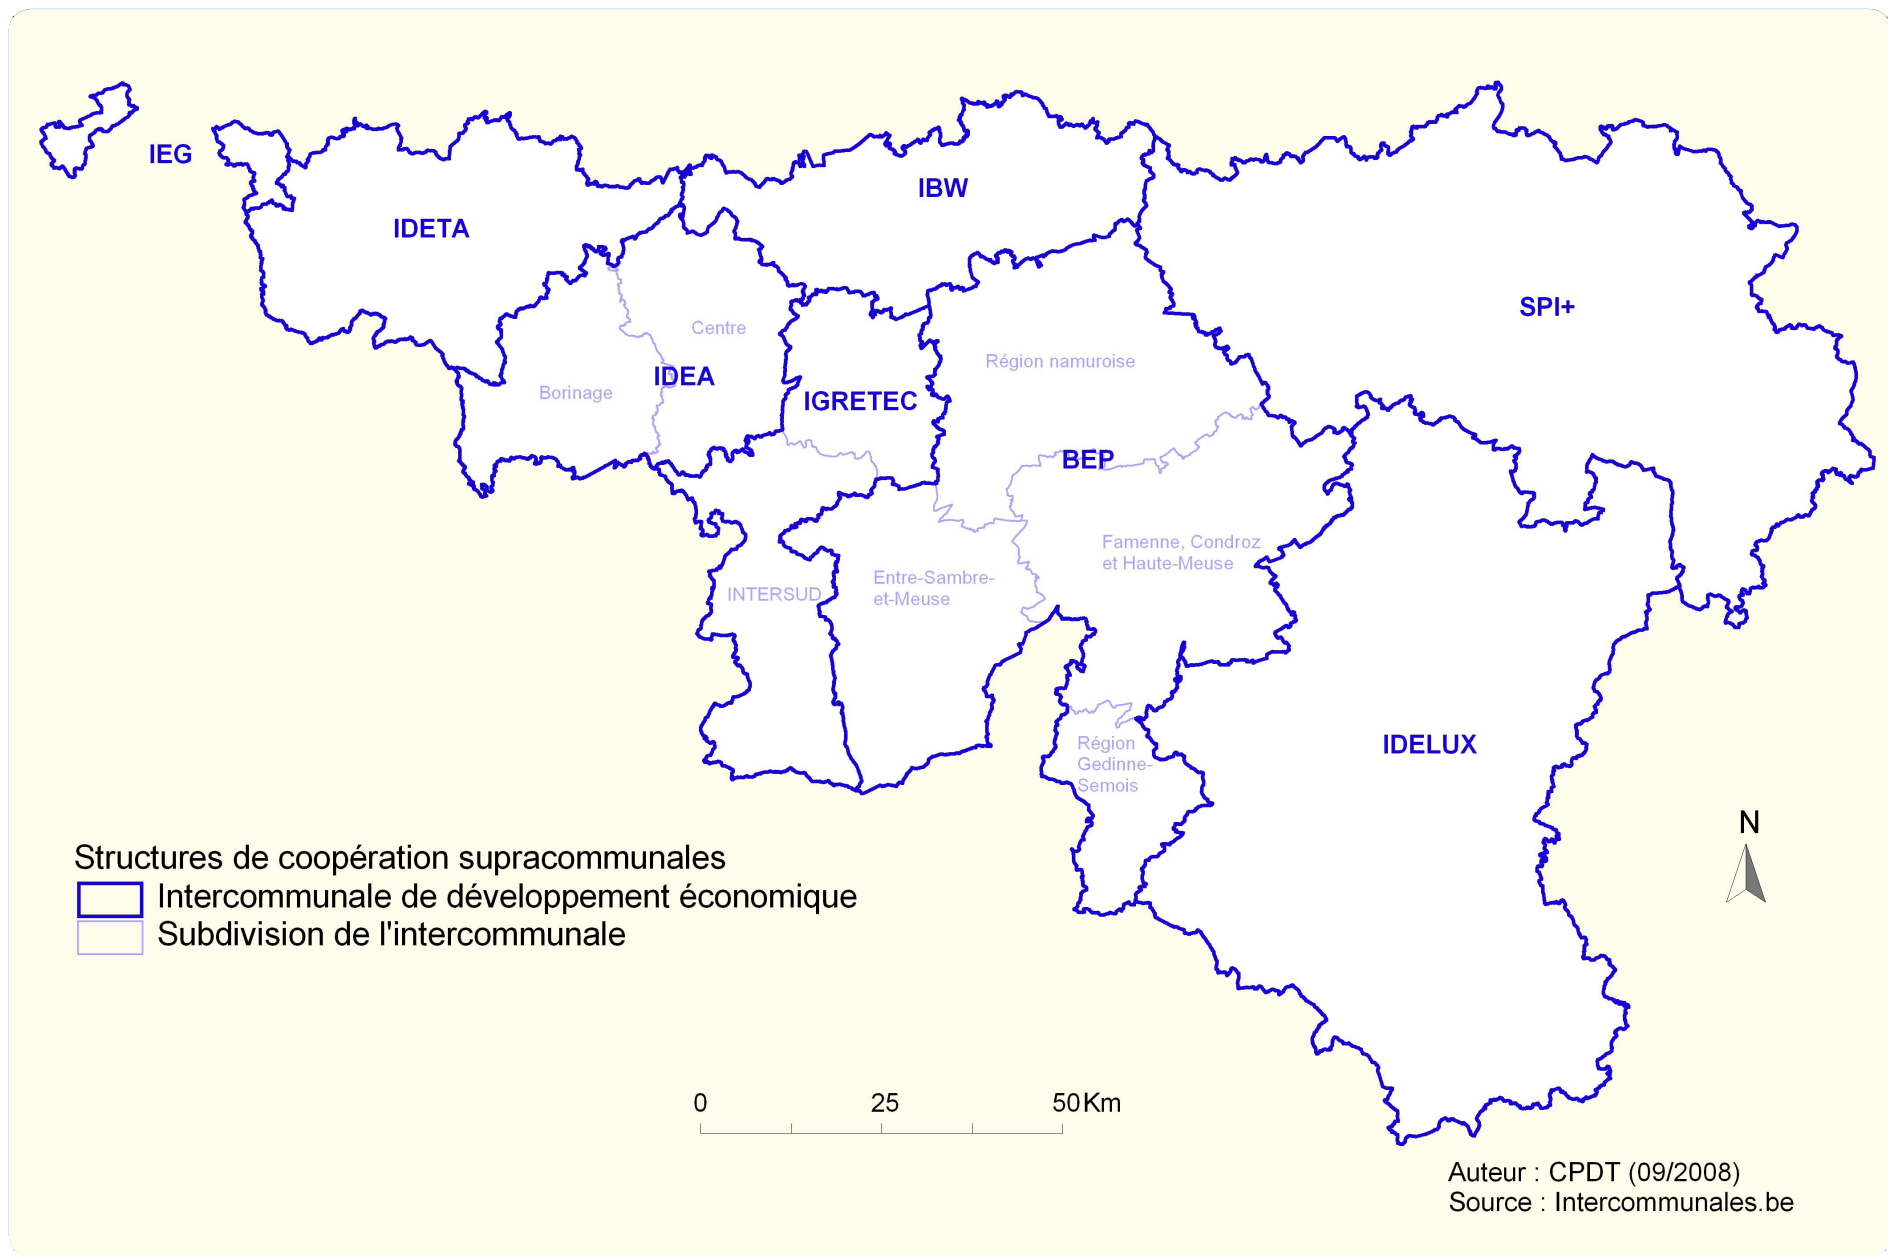 IEG
IDETA
IBW
SPI+
Centre
Région namuroise
IDEA
Borinage
IGRETEC
BEP
Famenne, Condroz
et Haute-Meuse
Entre-Sambre-
et-Meuse
INTERSUD
Région
Gedinne-
Semois
IDELUX
N
Structures de coopération supracommunales
Intercommunale de développement économique
Subdivision de l'intercommunale
0 25 50Km
Auteur : CPDT (09/2008)
Source : Intercommunales.be